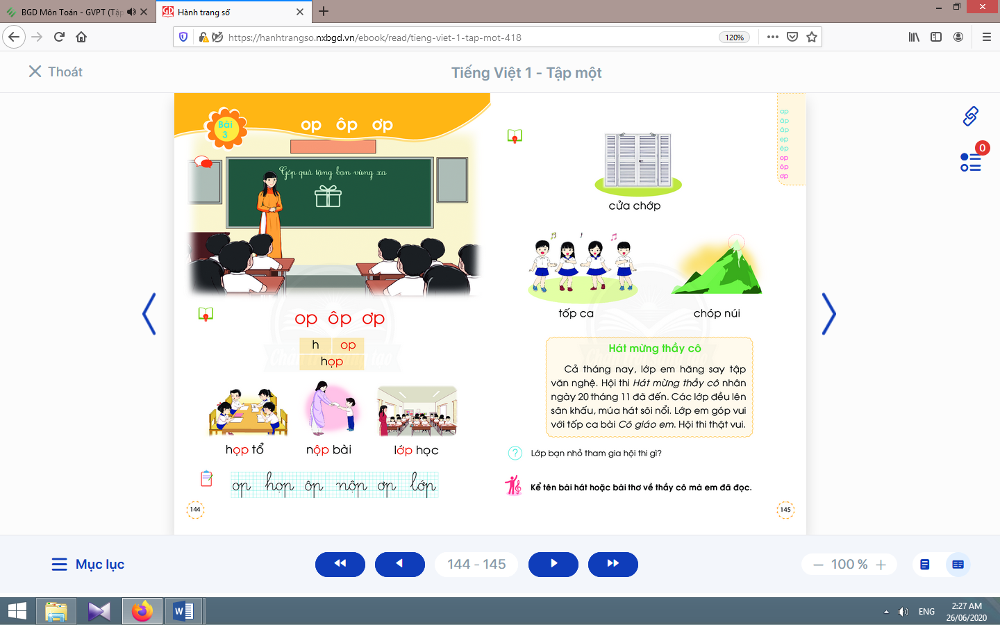 BGD Môn Toán - GVPT (Tập
Hành trang số
https://hanhtrangso.nxbgd.vn/ebook/read/tieng-viet-1-tap-mot-418
120%
Thoát
Tiếng Việt 1 - Tập một
0
Bài
3
op ôp ơp
Góp quà tặng bạn vùng xa
op ôp ơp
h op
họp
họp tổ
nộp bài
lớp học
op họp ôp nộp ơp lớp
144
op
ôp
ơp
cửa chớp
tốp ca
chóp núi
Hát mừng thầy cô
Cả tháng nay, lớp em hăng say tập
văn nghệ. Hội thi Hát mừng thầy cô nhân
ngày 20 tháng 11 đã đến. Các lớp đều lên
sân khấu, múa hát sôi nổi. Lớp em góp vui
với tốp ca bài Cô giáo em. Hội thi thật vui.
? Lớp bạn nhỏ tham gia hội thi gì?
Kể tên bài hát hoặc bài thơ về thầy cô mà em đã đọc.
145
Mục lục
144 - 145
100 %
ENG
2:27 AM
26/06/2020